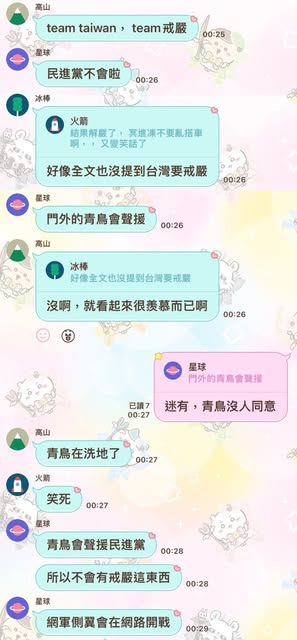 高山
team taiwan， team戒嚴
00:25
星球
民進黨不會啦
00:26
冰棒
火箭
結果解嚴了， 冥進凍不要亂搭車
啊，， 又變笑話了
好像全文也沒提到台灣要戒嚴
00:26
星球
門外的青鳥會聲援
00:26
高山
冰棒
好像全文也沒提到台灣要戒嚴
沒啊，就看起來很羨慕而已啊
00:26
星球
門外的青鳥會聲援
迷有，青鳥沒人同意
已讀7
00:27
高山
青鳥在洗地了
00:27
火箭
笑死
00:27
星球
青鳥會聲援民進黨
00:28
所以不會有戒嚴這東西
00:28
星球
網軍側翼會在網路開戰
00:29